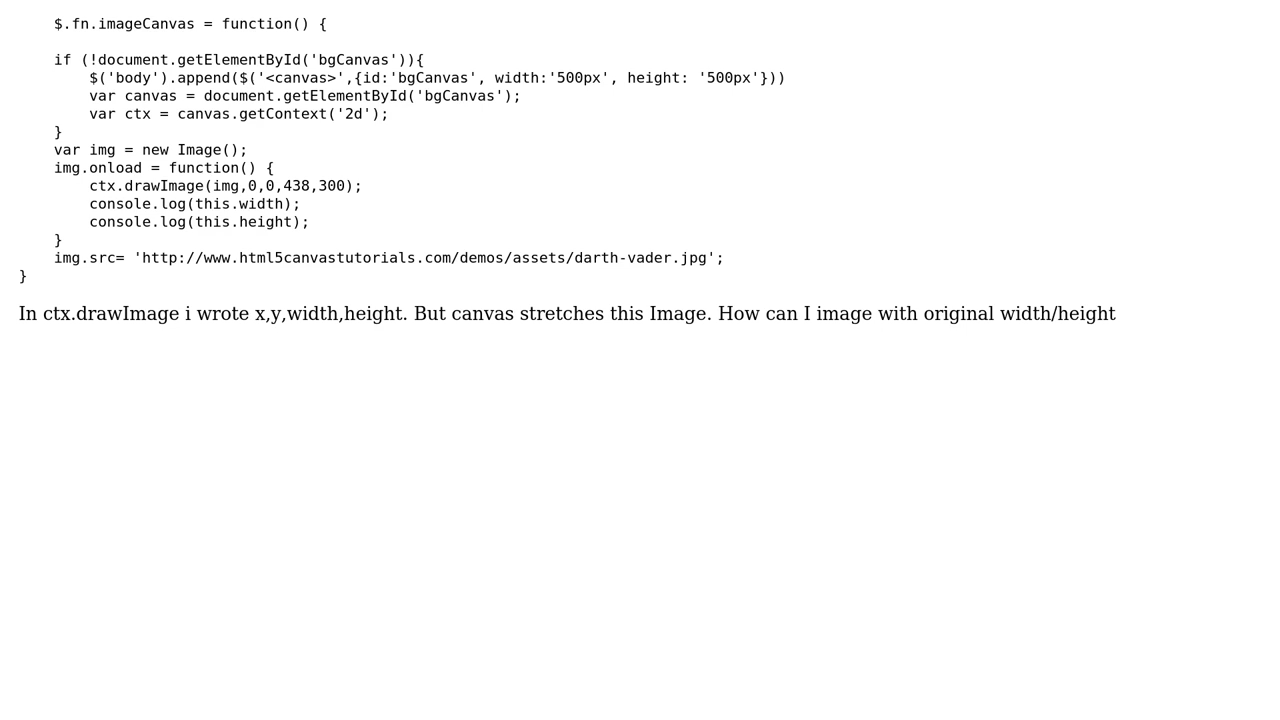 $.fn.imageCanvas = function() {
if (!document.getElementById('bgCanvas')){
$('body').append($('<canvas>',{id:'bgCanvas', width:'500px', height: '500px'}))
var canvas = document.getElementById('bgCanvas');
var ctx = canvas.getContext('2d');
}
var img = new Image();
img.onload = function() {
ctx.drawImage(img,0,0,438,300);
console.log(this.width);
console.log(this.height);
}
img.src= 'http://www.html5canvastutorials.com/demos/assets/darth-vader.jpg';
}
In ctx.drawImage i wrote x,y,width,height. But canvas stretches this Image. How can I image with original width/height